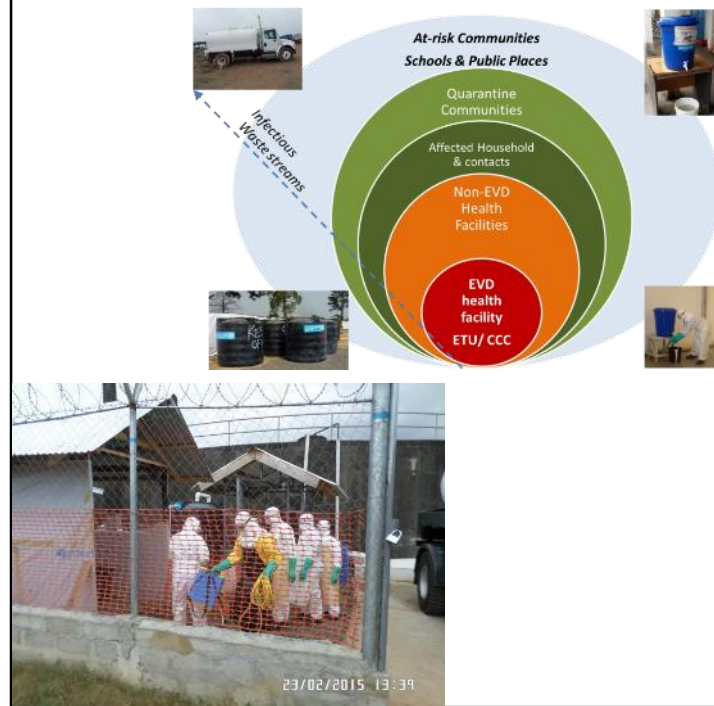 At-risk Communities
Schools & Public Places
Quarantine
Communities
Affected Household
& contacts
Non-EVD
Health
Facilities
EVD
health
facility
ETU/ CCC
Infectious
Waste streams
23/02/2015 13:39